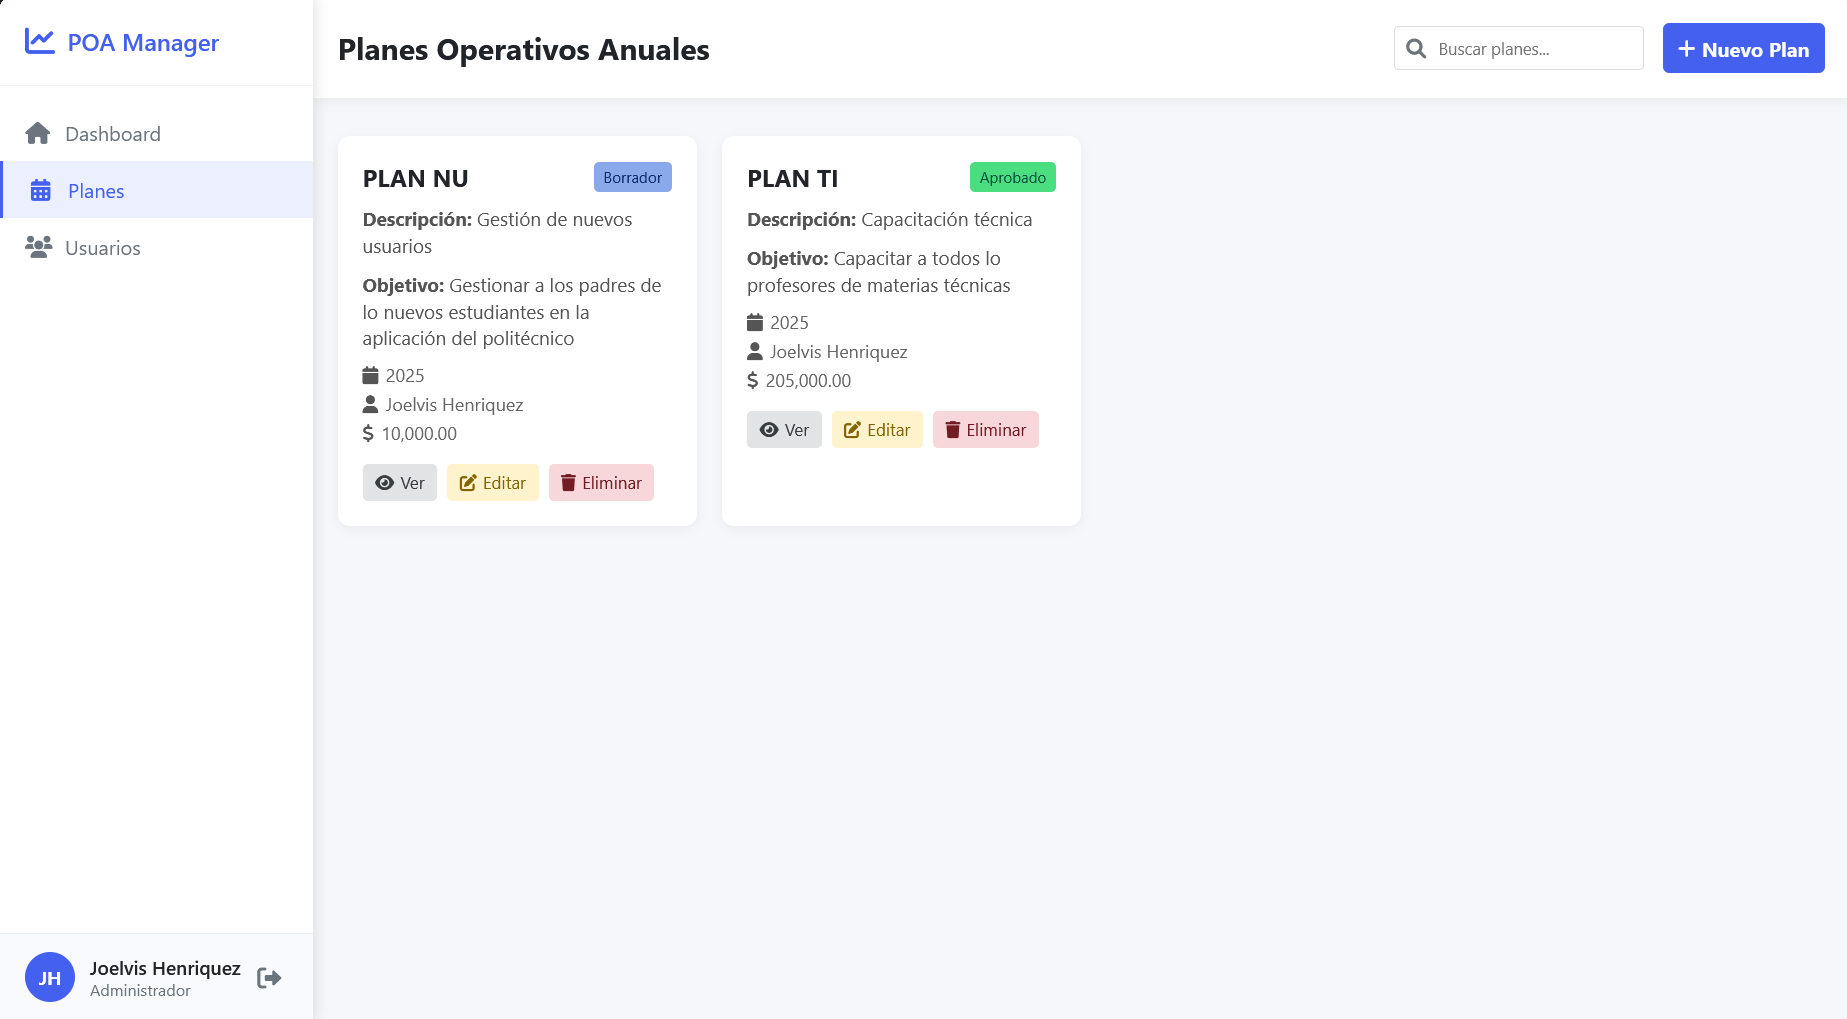 POA Manager
Dashboard
Planes
Usuarios
Joelvis Henriquez
Administrador
JH
Planes Operativos Anuales
Buscar planes...
+ Nuevo Plan
PLAN NU
Borrador
Descripción: Gestión de nuevos
usuarios
Objetivo: Gestionar a los padres de
lo nuevos estudiantes en la
aplicación del politécnico
2025
Joelvis Henriquez
$ 10,000.00
Ver
Editar
Eliminar
PLAN TI
Aprobado
Descripción: Capacitación técnica
Objetivo: Capacitar a todos lo
profesores de materias técnicas
2025
Joelvis Henriquez
$ 205,000.00
Ver
Editar
Eliminar